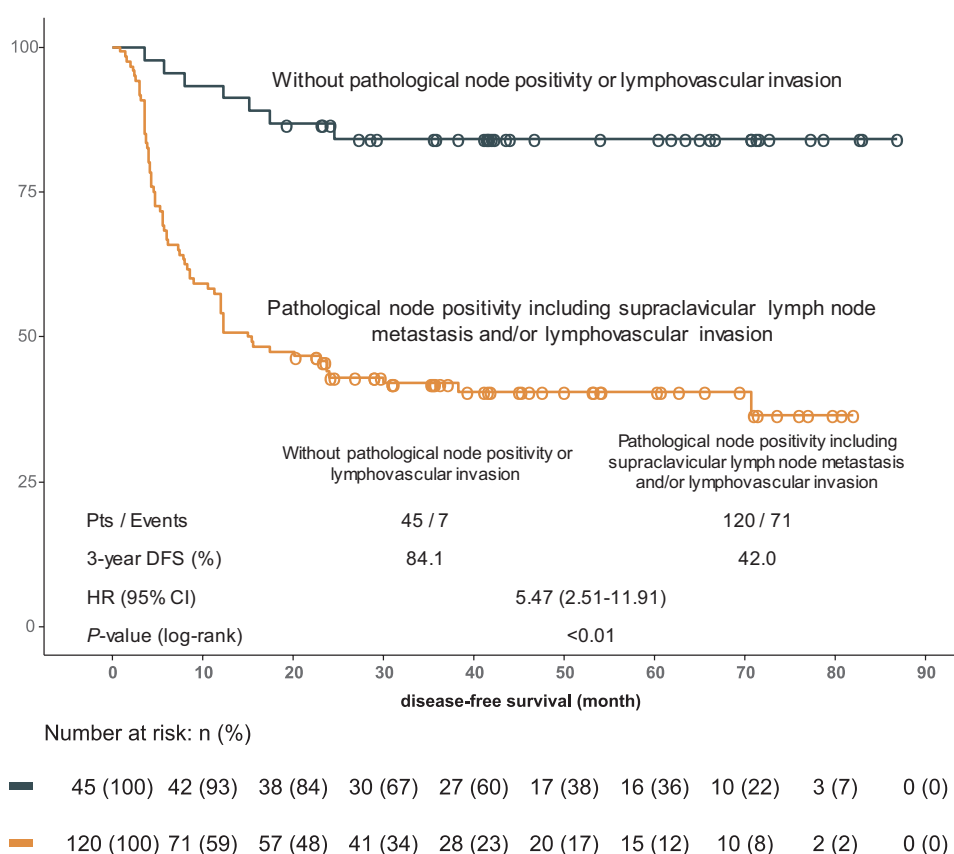 100
Without pathological node positivity or lymphovascular invasion
75
Pathological node positivity including supraclavicular lymph node
metastasis and/or lymphovascular invasion
50
Without pathological node positivity or
lymphovascular invasion
Pathological node positivity including
supraclavicular lymph node metastasis
and/or lymphovascular invasion
25
Pts / Events 45 / 7 120 / 71
3-year DFS (%) 84.1 42.0
HR (95% CI) 5.47 (2.51-11.91)
0
P-value (log-rank) <0.01
0 10 20 30 40 50 60 70 80 90
disease-free survival (month)
Number at risk: n (%)
45 (100) 42 (93) 38 (84) 30 (67) 27 (60) 17 (38) 16 (36) 10 (22) 3 (7) 0 (0)
120 (100) 71 (59) 57 (48) 41 (34) 28 (23) 20 (17) 15 (12) 10 (8) 2 (2) 0 (0)